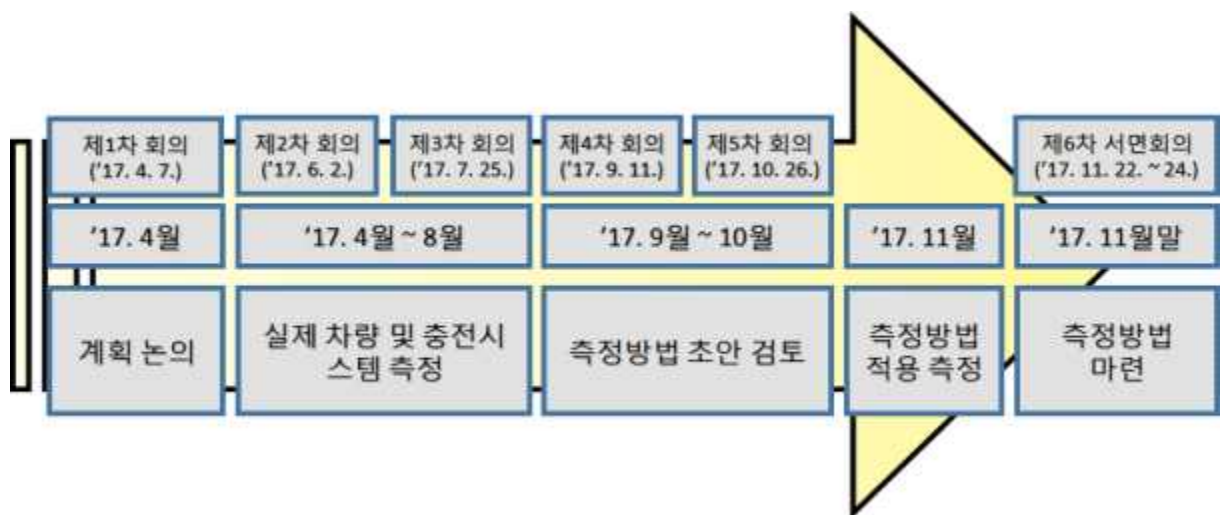 제1차 회의
('17. 4. 7.)
제2차 회의
('17. 6. 2.)
제3차 회의
('17. 7. 25.)
제4차 회의
('17. 9. 11.)
제5차 회의
('17. 10. 26.)
제6차 서면회의
('17. 11. 22. ~ 24.)
'17. 4월
'17. 4월 ~ 8월
'17. 9월 ~ 10월
'17. 11월
'17. 11월말
계획 논의
실제 차량 및 충전시
스템 측정
측정방법 초안 검토
측정방법
적용 측정
측정방법
마련